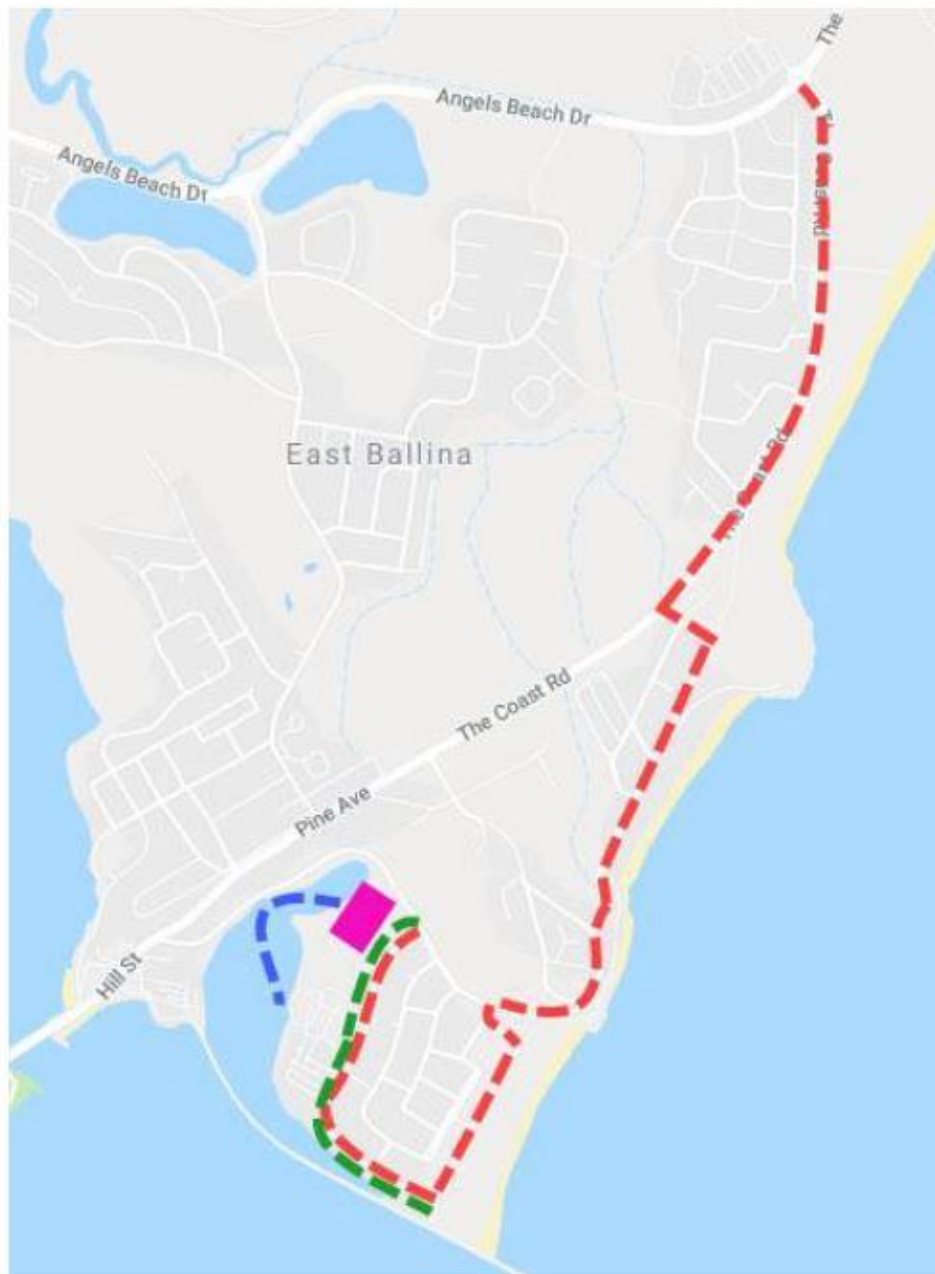 The
Angels Beach Dr
Angels Beach Dr
East Ballina
The Coast Rd
Pine Ave
Hill St